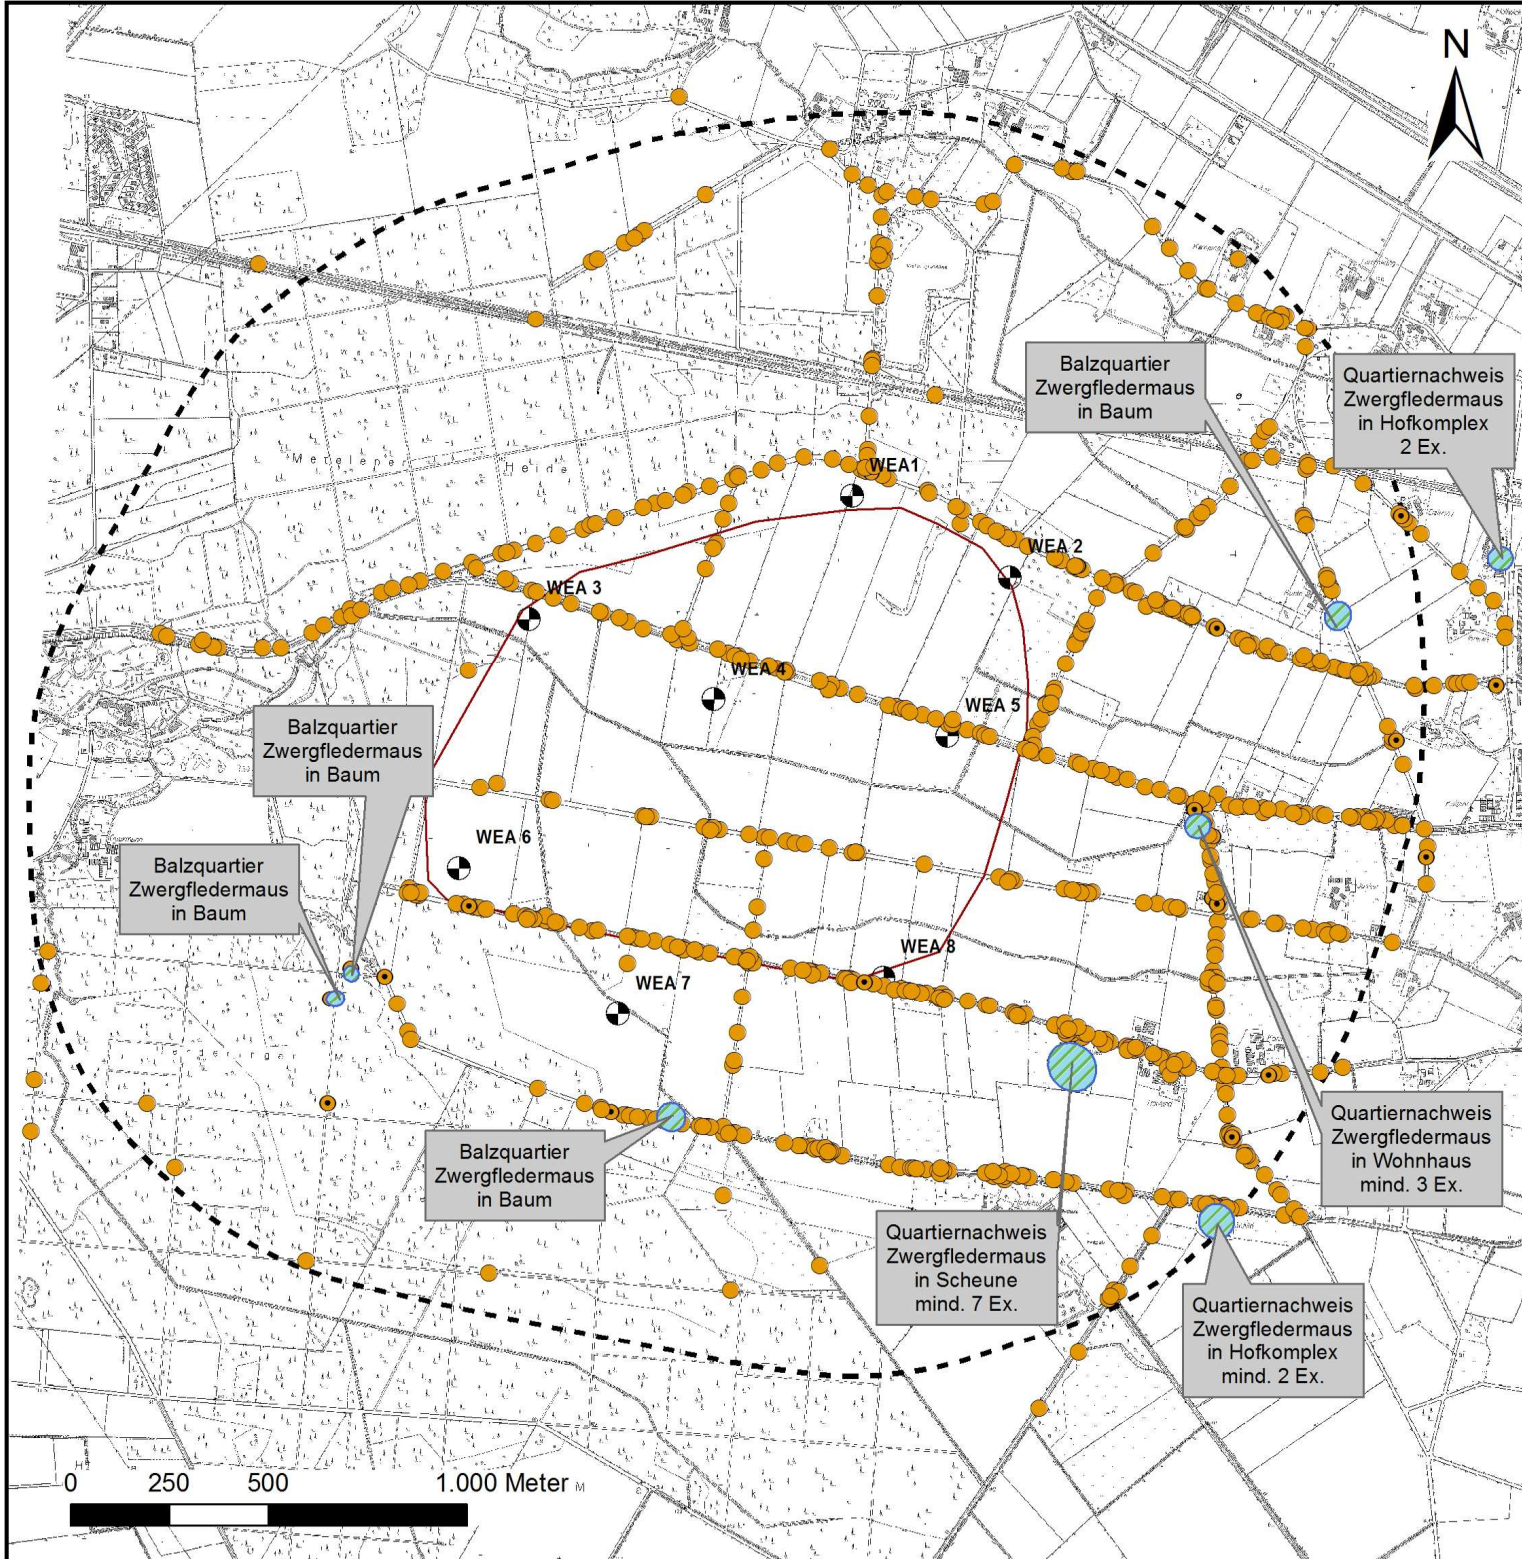 N
Balzquartier
Zwergfledermaus
in Baum
Quartiernachweis
Zwergfledermaus
in Hofkomplex
2 Ex.
Heide
WEA1
WEA 2
WEA 3
WEA 4
WEA 5
Balzquartier
Zwergfledermaus
in Baum
WEA 6
Balzquartier
Zwergfledermaus
in Baum
WEA 8
WEA 7
Balzquartier
Zwergfledermaus
in Baum
Quartiernachweis
Zwergfledermaus
in Wohnhaus
mind. 3 Ex.
Quartiernachweis
Zwergfledermaus
in Scheune
mind. 7 Ex.
Quartiernachweis
Zwergfledermaus
in Hofkomplex
mind. 2 Ex.
0 250 500 1.000 Meter